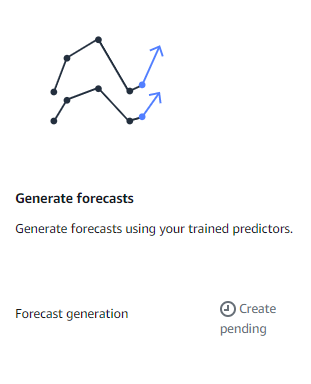 Generate forecasts
Generate forecasts using your trained predictors.
Forecast generation
Create
pending